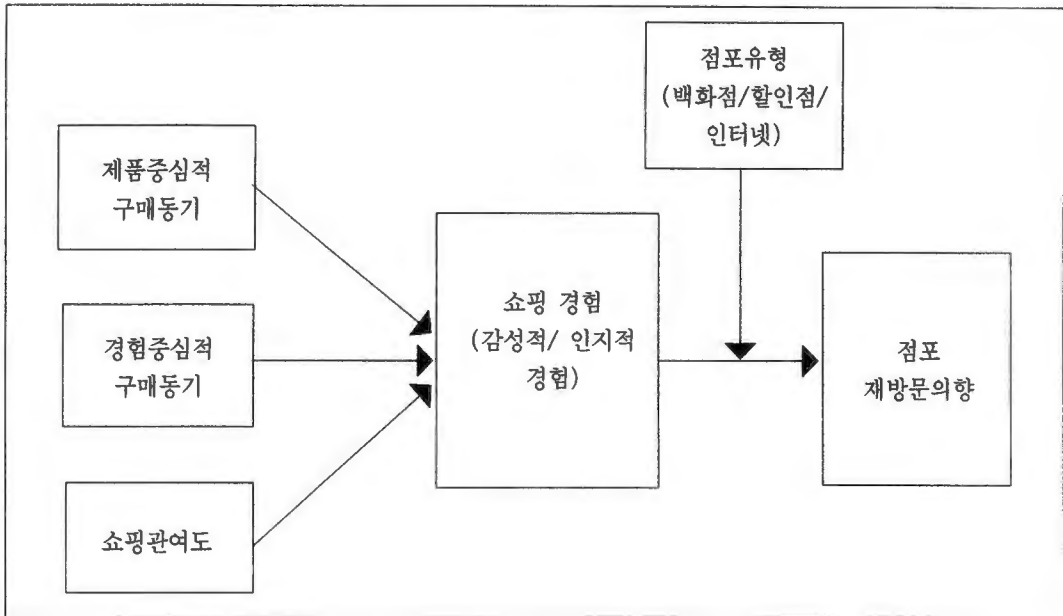 점포유형
(백화점/할인점/
인터넷)
제품중심적
구매동기
경험중심적
구매동기
쇼핑관여도
쇼핑 경험
(감성적/ 인지적
경험)
점포
재방문의향